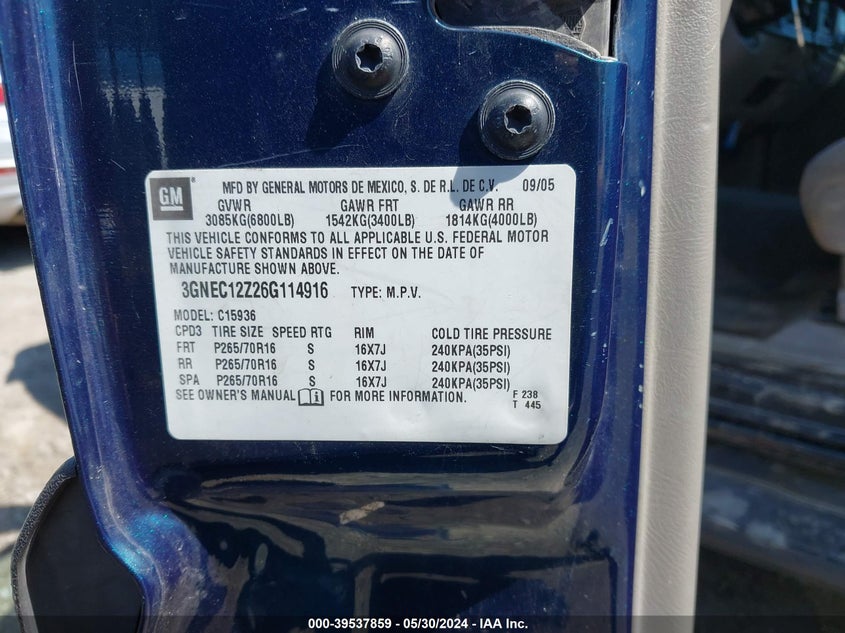 GM
MFD BY GENERAL MOTORS DE MEXICO, S. DE R.L. DE C.V. 09/05
GVWR GAWR FRT GAWR RR
3085KG(6800LB) 1542KG(3400LB) 1814KG(4000LB)
THIS VEHICLE CONFORMS TO ALL APPLICABLE U.S. FEDERAL MOTOR
VEHICLE SAFETY STANDARDS IN EFFECT ON THE DATE OF
MANUFACTURE SHOWN ABOVE.
3GNEC12Z26G114916 TYPE: M.P.V.
MODEL: C15936
CPD3 TIRE SIZE SPEED RTG RIM COLD TIRE PRESSURE
FRT P265/70R16 S 16X7J 240KPA(35PSI)
RR P265/70R16 S 16X7J 240KPA(35PSI)
SPA P265/70R16 S 16X7J 240KPA(35PSI)
SEE OWNER'S MANUAL i FOR MORE INFORMATION. F 238
T 445
000-39537859 - 05/30/2024 - IAA Inc.